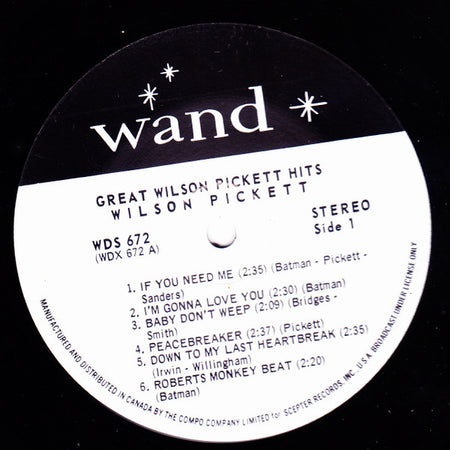 wand
GREAT WILSON PICKETT HITS
WILSON PICKETT
WDS 672
(WDX 672 A)
STEREO
Side 1
1. IF YOU NEED ME (2:35) (Batman - Pickett -
Sanders)
2. I'M GONNA LOVE YOU (2:30) (Batman)
3. BABY DON'T WEEP (2:09) (Bridges -
Smith)
4. PEACEBREAKER (2:37) (Pickett)
5. DOWN TO MY LAST HEARTBREAK (2:35)
(Irwin - Willingham)
6. ROBERTS MONKEY BEAT (2:20)
(Batman)
MANUFACTURED AND DISTRIBUTED IN CANADA BY THE COMPO COMPANY LIMITED for SCEPTER RECORDS, INC., U.S.A. BROADCAST UNDER LICENSE ONLY